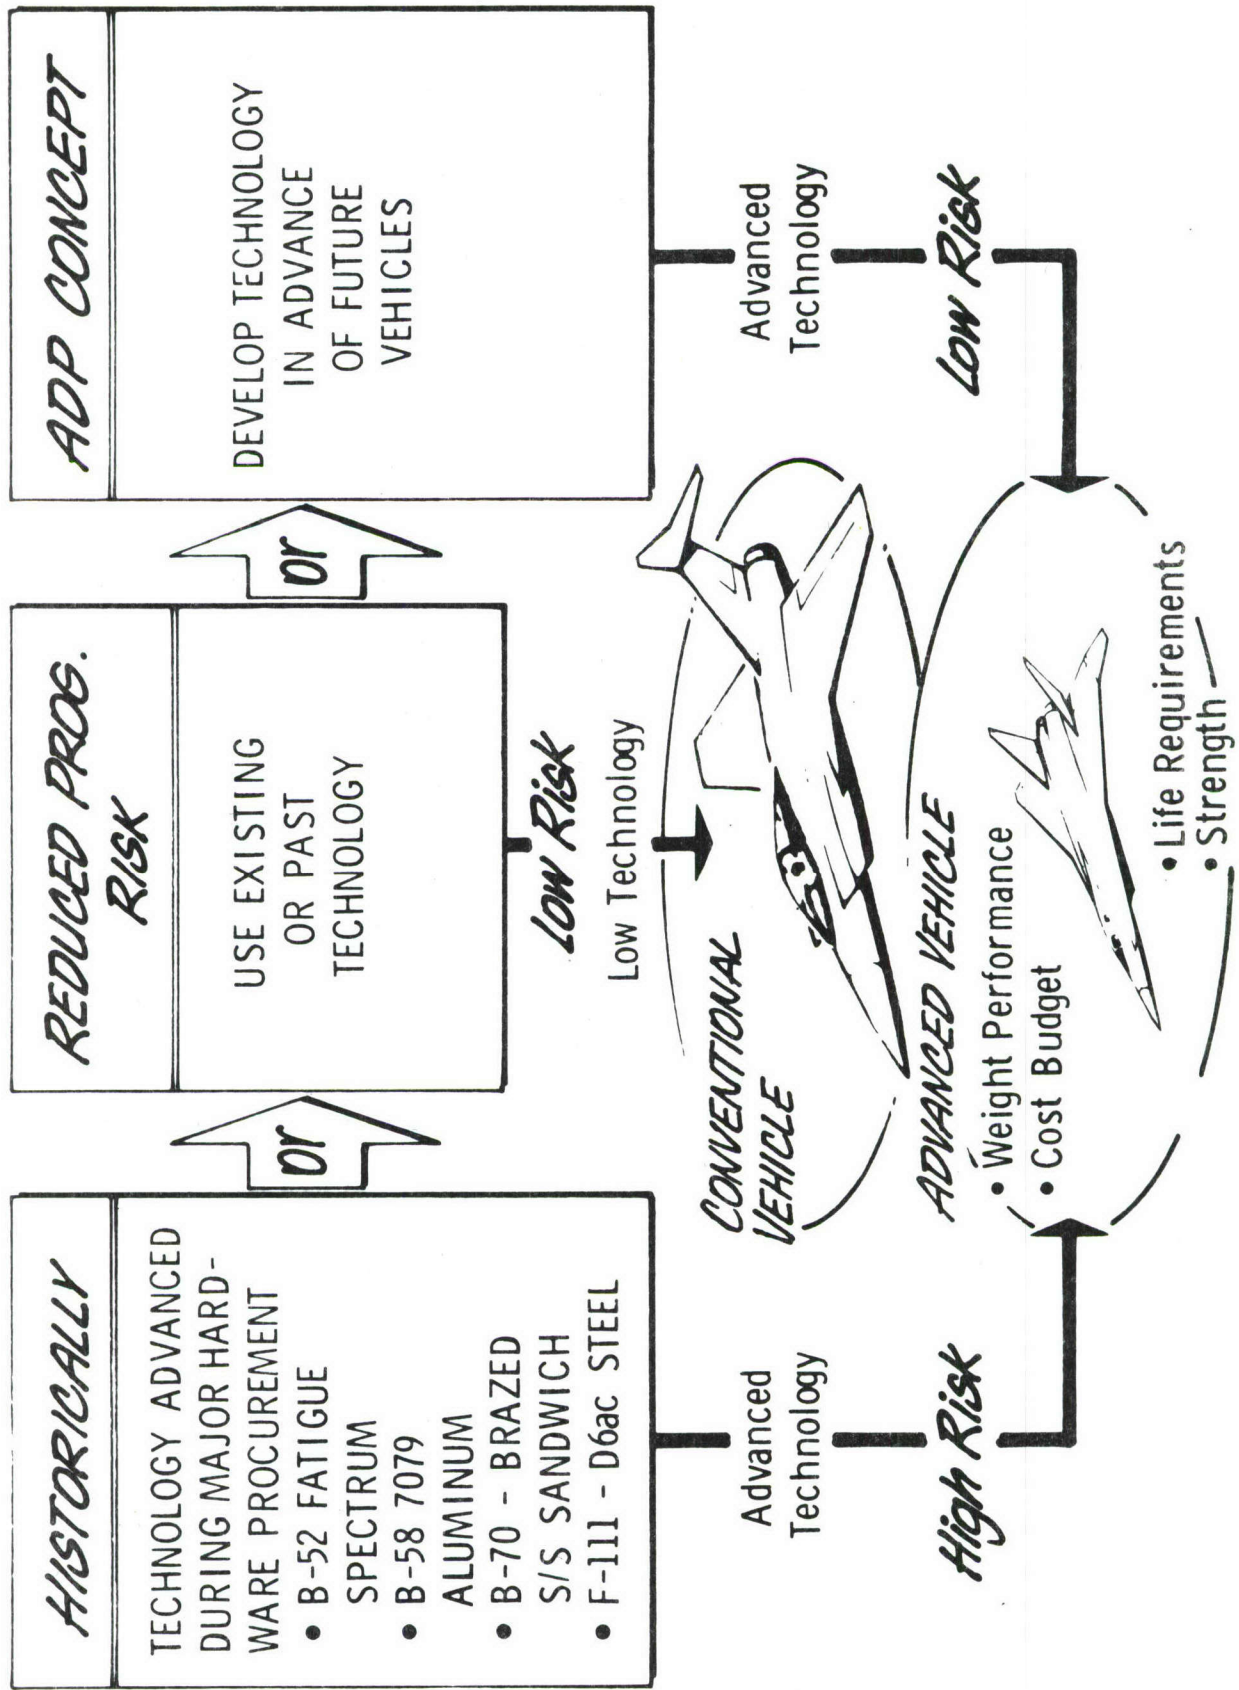 HISTORICALLY
TECHNOLOGY ADVANCED
DURING MAJOR HARD-
WARE PROCUREMENT
• B-52 FATIGUE
SPECTRUM
• B-58 7079
ALUMINUM
• B-70 - BRAZED
S/S SANDWICH
• F-111 - D6ac STEEL
or
REDUCED PROG.
RISK
USE EXISTING
OR PAST
TECHNOLOGY
or
ADP CONCEPT
DEVELOP TECHNOLOGY
IN ADVANCE
OF FUTURE
VEHICLES
Advanced
Technology
High Risk
Low Risk
Low Technology
Advanced
Technology
Low Risk
CONVENTIONAL
VEHICLE
ADVANCED VEHICLE
• Weight Performance
• Cost Budget
• Life Requirements
• Strength